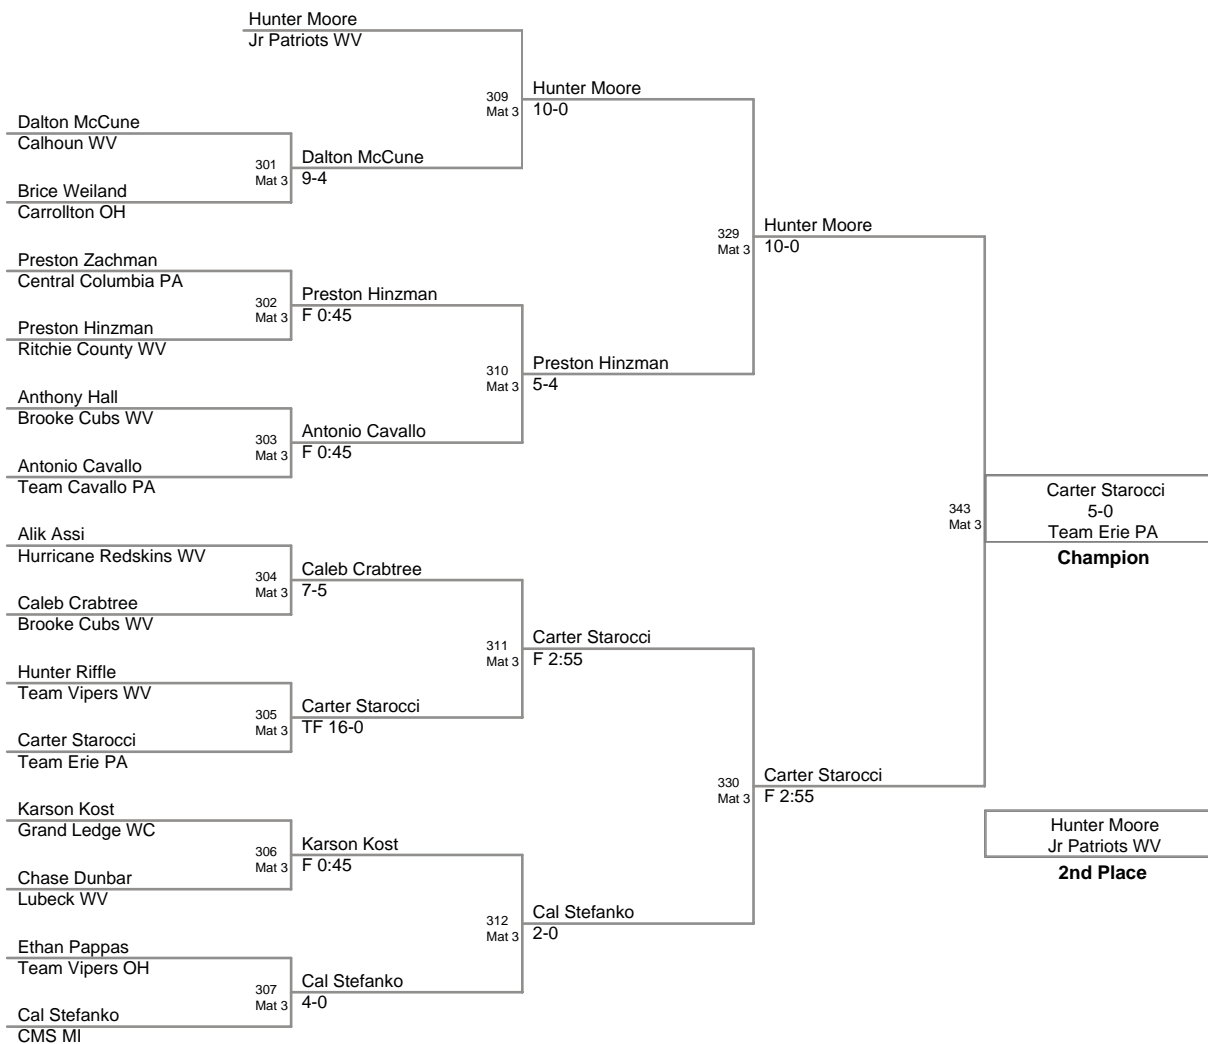 Hunter Moore
Jr Patriots WV
309
Mat 3
Hunter Moore
10-0
Dalton McCune
Calhoun WV
301
Mat 3
Dalton McCune
9-4
Brice Weiland
Carrollton OH
329
Mat 3
Hunter Moore
10-0
Preston Zachman
Central Columbia PA
302
Mat 3
Preston Hinzman
F 0:45
Preston Hinzman
Ritchie County WV
310
Mat 3
Preston Hinzman
5-4
Anthony Hall
Brooke Cubs WV
303
Mat 3
Antonio Cavallo
F 0:45
Antonio Cavallo
Team Cavallo PA
343
Mat 3
Carter Starocci
5-0
Team Erie PA
Champion
Alik Assi
Hurricane Redskins WV
304
Mat 3
Caleb Crabtree
7-5
Caleb Crabtree
Brooke Cubs WV
311
Mat 3
Carter Starocci
F 2:55
Hunter Riffle
Team Vipers WV
305
Mat 3
Carter Starocci
TF 16-0
Carter Starocci
Team Erie PA
330
Mat 3
Carter Starocci
F 2:55
Karson Kost
Grand Ledge WC
306
Mat 3
Karson Kost
F 0:45
Chase Dunbar
Lubeck WV
Hunter Moore
Jr Patriots WV
2nd Place
312
Mat 3
Cal Stefanko
2-0
Ethan Pappas
Team Vipers OH
307
Mat 3
Cal Stefanko
4-0
Cal Stefanko
CMS MI